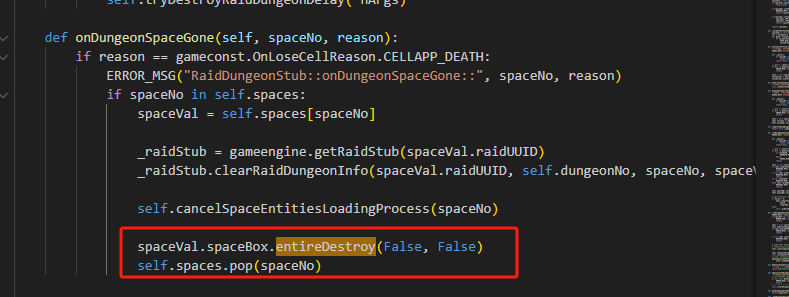 self.tryDestroyRaidDungeonDelay(*nArgs)
def onDungeonSpaceGone(self, spaceNo, reason):
if reason == gameconst.OnLoseCellReason.CELLAPP_DEATH:
ERROR_MSG("RaidDungeonStub::onDungeonSpaceGone::", spaceNo, reason)
if spaceNo in self.spaces:
spaceVal = self.spaces[spaceNo]
_raidStub = gameengine.getRaidStub(spaceVal.raidUUID)
_raidStub.clearRaidDungeonInfo(spaceVal.raidUUID, self.dungeonNo, spaceNo, spaceV
self.cancelSpaceEntitiesLoadingProcess(spaceNo)
spaceVal.spaceBox.entireDestroy(False, False)
self.spaces.pop(spaceNo)